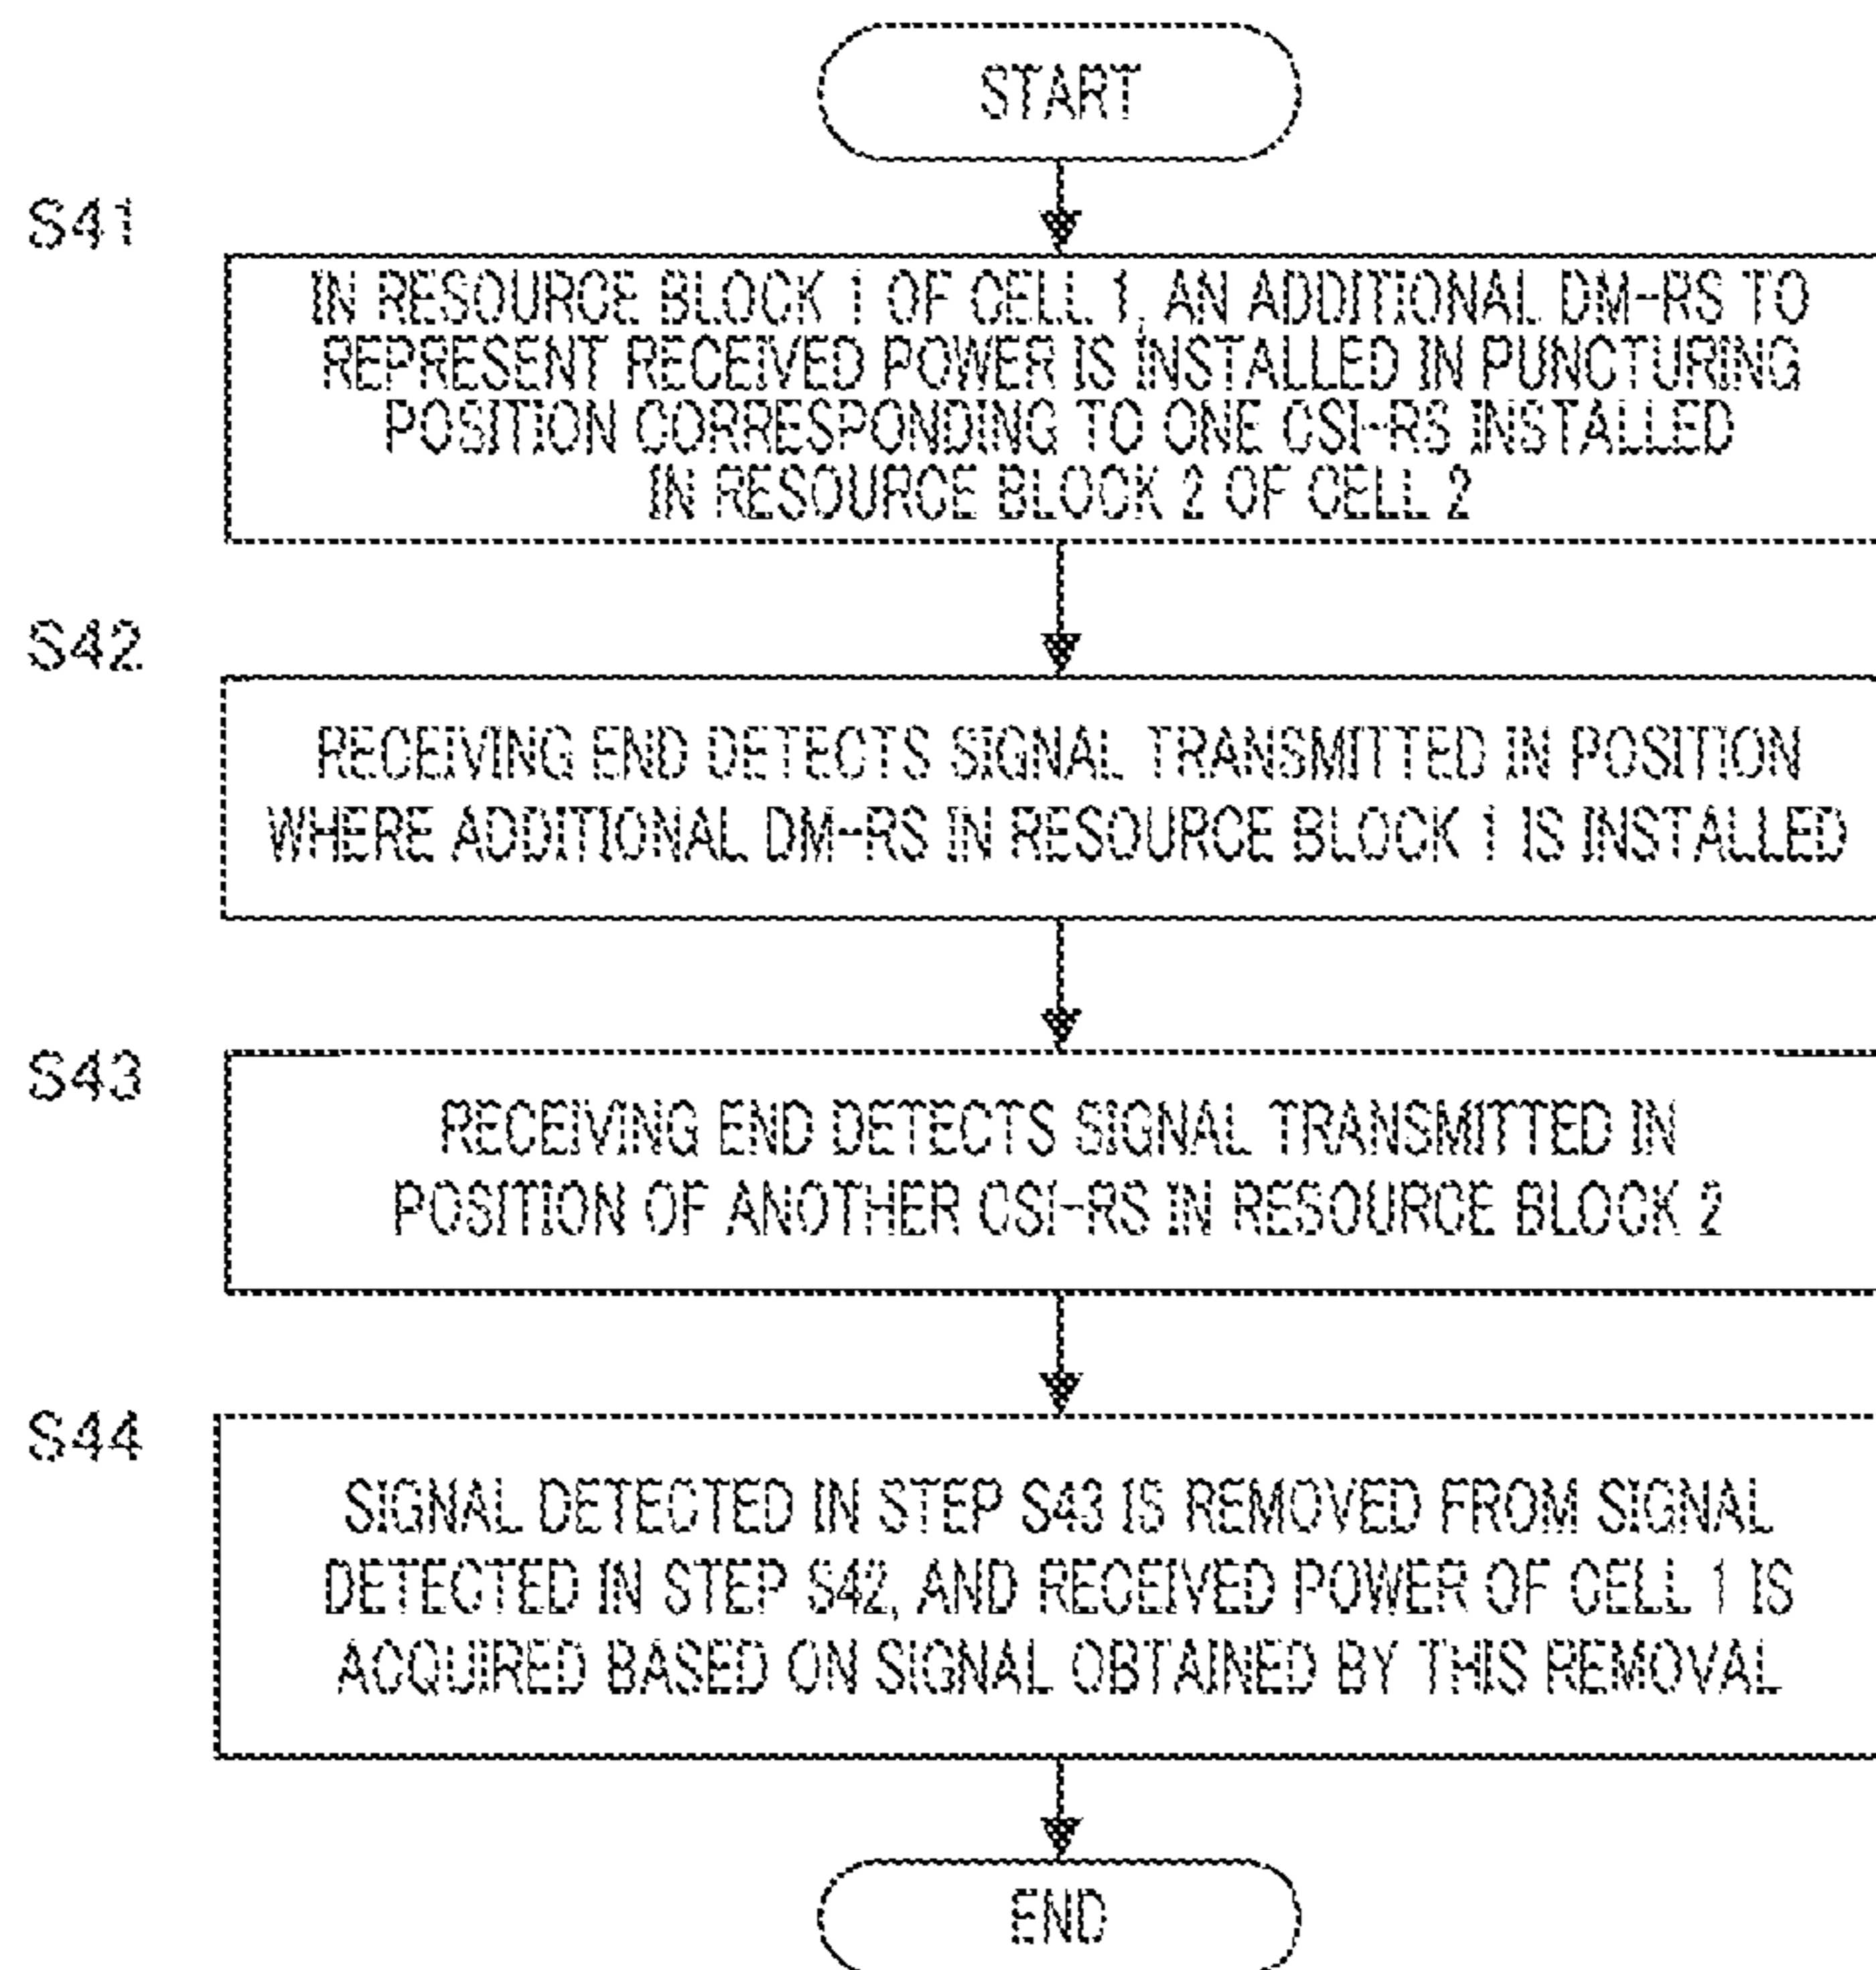 START
S41
IN RESOURCE BLOCK 1 OF CELL 1, AN ADDITIONAL DM-RS TO
REPRESENT RECEIVED POWER IS INSTALLED IN PUNCTURING
POSITION CORRESPONDING TO ONE CSI-RS INSTALLED
IN RESOURCE BLOCK 2 OF CELL 2
S42
RECEIVING END DETECTS SIGNAL TRANSMITTED IN POSITION
WHERE ADDITIONAL DM-RS IN RESOURCE BLOCK 1 IS INSTALLED
S43
RECEIVING END DETECTS SIGNAL TRANSMITTED IN
POSITION OF ANOTHER CSI-RS IN RESOURCE BLOCK 2
S44
SIGNAL DETECTED IN STEP S43 IS REMOVED FROM SIGNAL
DETECTED IN STEP S42, AND RECEIVED POWER OF CELL 1 IS
ACQUIRED BASED ON SIGNAL OBTAINED BY THIS REMOVAL
END